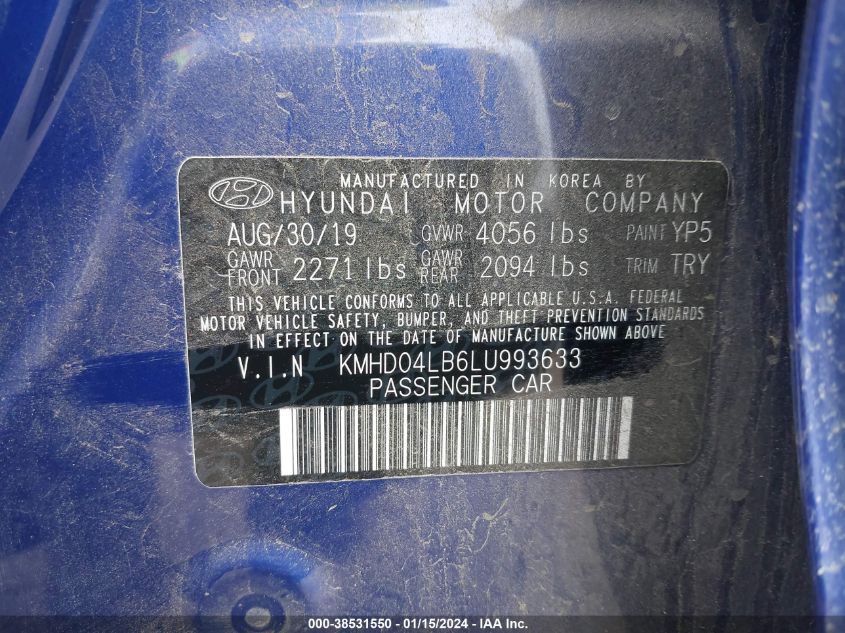 MANUFACTURED IN KOREA BY
HYUNDAI MOTOR COMPANY
AUG/30/19 GVWR 4056 lbs PAINT YP5
GAWR FRONT 2271 lbs GAWR REAR 2094 lbs TRIM TRY
THIS VEHICLE CONFORMS TO ALL APPLICABLE U.S.A. FEDERAL
MOTOR VEHICLE SAFETY, BUMPER, AND THEFT PREVENTION STANDARDS
IN EFFECT ON THE DATE OF MANUFACTURE SHOWN ABOVE
V.I.N KMHD04LB6LU993633
PASSENGER CAR
000-38531550 / 01/15/2024 - IAA, Inc.